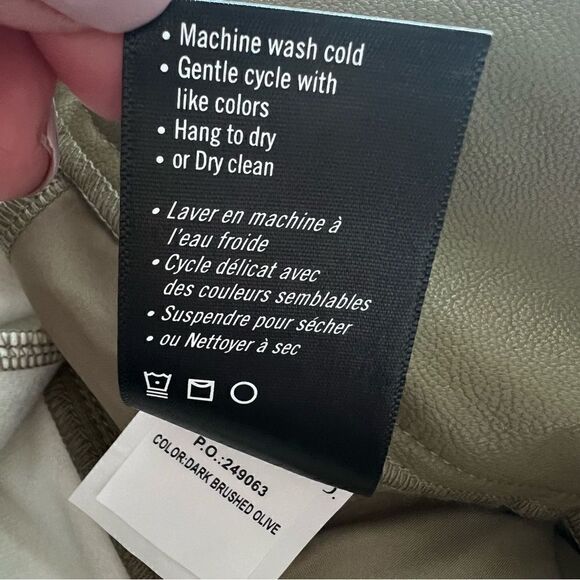 • Machine wash cold
• Gentle cycle with
like colors
• Hang to dry
• or Dry clean
• Laver en machine à
l'eau froide
• Cycle délicat avec
des couleurs semblables
• Suspendre pour sécher
• ou Nettoyer à sec
P.O.:249063
COLOR:DARK BRUSHED OLIVE